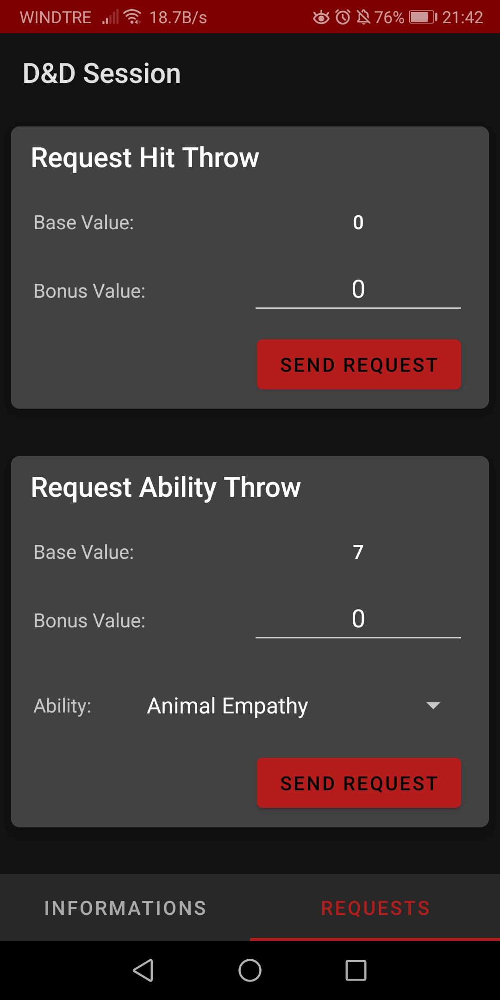 WINDTRE 18.7B/s 76% 21:42
D&D Session
Request Hit Throw
Base Value: 0
Bonus Value: 0
SEND REQUEST
Request Ability Throw
Base Value: 7
Bonus Value: 0
Ability: Animal Empathy
SEND REQUEST
INFORMATIONS REQUESTS